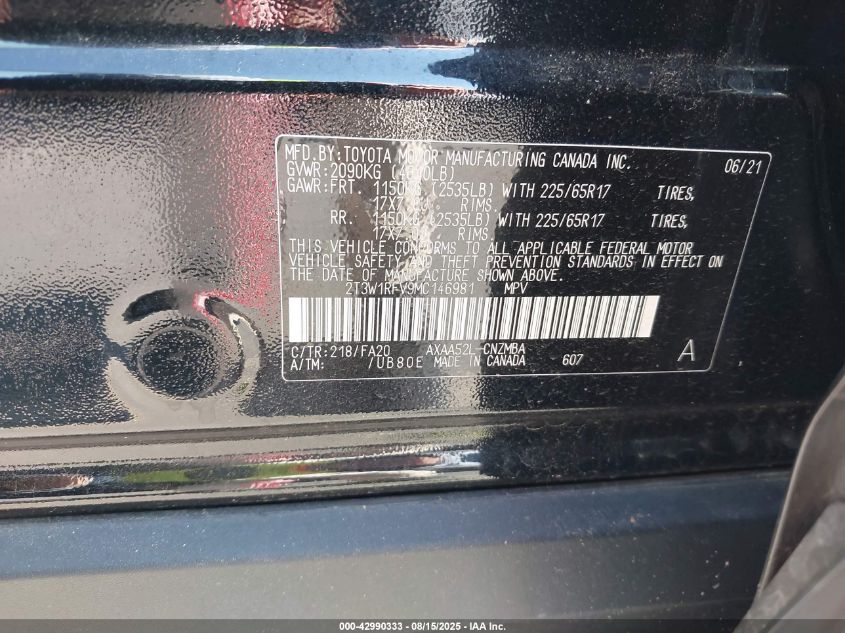 MFD. BY: TOYOTA MOTOR MANUFACTURING CANADA INC. 06/21
GVWR: 2090KG
GAWR: FRT. 1150KG (2535LB) WITH 225/65R17 TIRES,
RIMS.
RR. 1150KG (2535LB) WITH 225/65R17 TIRES,
RIMS.
THIS VEHICLE CONFORMS TO ALL APPLICABLE FEDERAL MOTOR
VEHICLE SAFETY AND THEFT PREVENTION STANDARDS IN EFFECT ON
THE DATE OF MANUFACTURE SHOWN ABOVE.
2T3W1RFV9MC146981 MPV
C/TR: 218/FA20 AXAA52L-CNZMBA
A/TM: /UB80E MADE IN CANADA 607 A
000-42990333 - 08/15/2025 - IAA Inc.